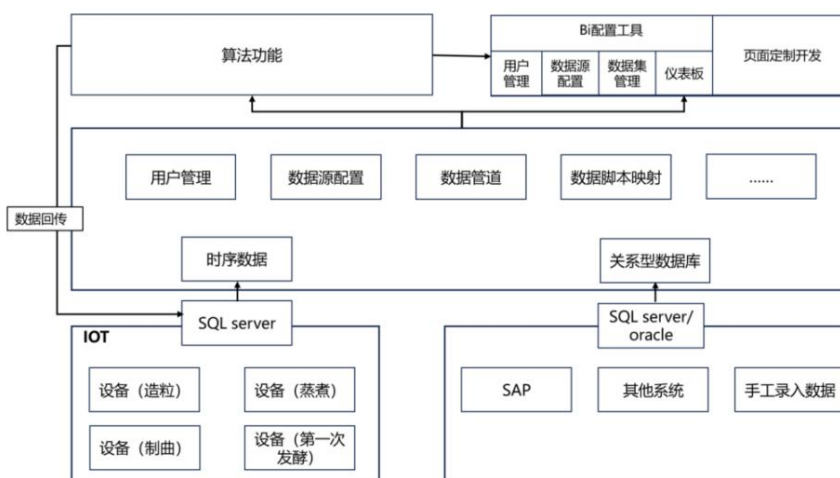 算法功能
Bi配置工具
用户
管理
数据源
配置
数据集
管理
仪表板
页面定制开发
用户管理
数据源配置
数据管道
数据脚本映射
......
数据回传
时序数据
关系型数据库
SQL server
SQL server/
oracle
IOT
设备（造粒）
设备（蒸煮）
SAP
其他系统
手工录入数据
设备（制曲）
设备（第一次
发酵）